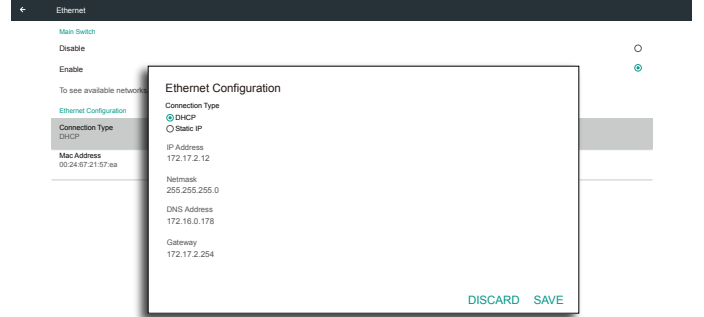 Ethernet
Main Switch
Disable
Enable
To see available networks
Ethernet Configuration
Connection Type
DHCP
Mac Address
00:24:67:21:57:ea
Ethernet Configuration
Connection Type
DHCP
Static IP
IP Address
172.17.2.12
Netmask
255.255.255.0
DNS Address
172.16.0.178
Gateway
172.17.2.254
DISCARD SAVE